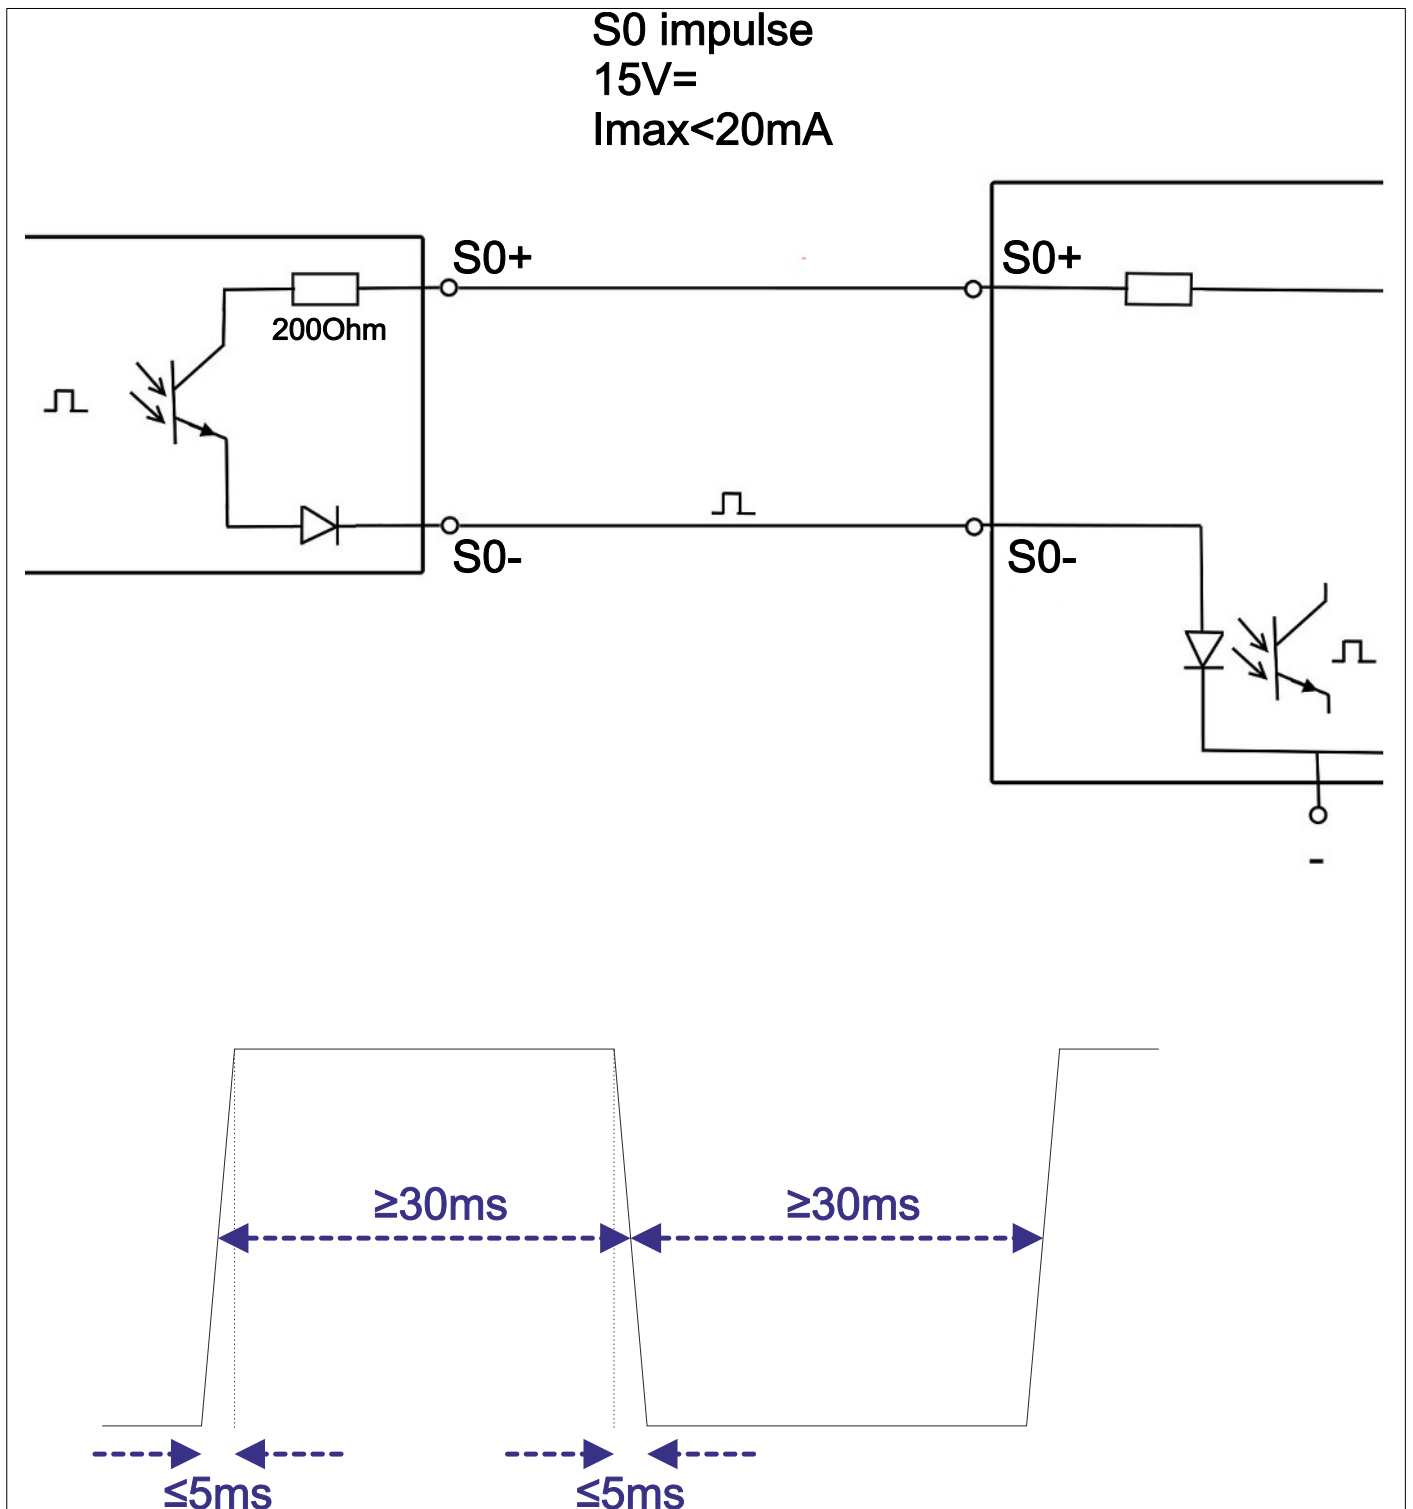 S0 impulse
15V=
Imax<20mA
S0+
S0+
200Ohm
S0-
S0-
-
≥30ms
≥30ms
≤5ms
≤5ms